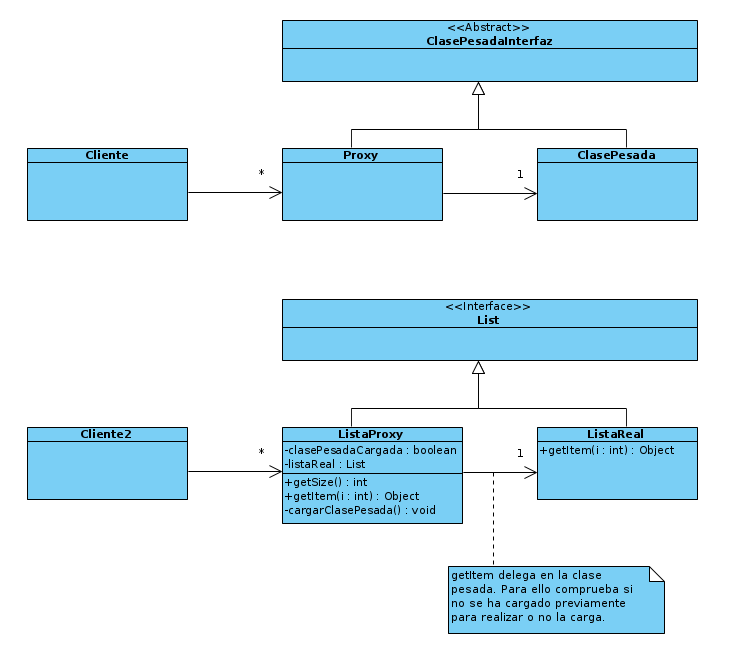 <<Abstract>>
ClasePesadaInterfaz
Cliente
Proxy
ClasePesada
*
1
<<Interface>>
List
Cliente2
ListaProxy
ListaReal
-clasePesadaCargada : boolean
-listaReal : List
+getSize() : int
+getItem(i : int) : Object
-cargarClasePesada() : void
+getItem(i : int) : Object
*
1
getItem delega en la clase
pesada. Para ello comprueba si
no se ha cargado previamente
para realizar o no la carga.